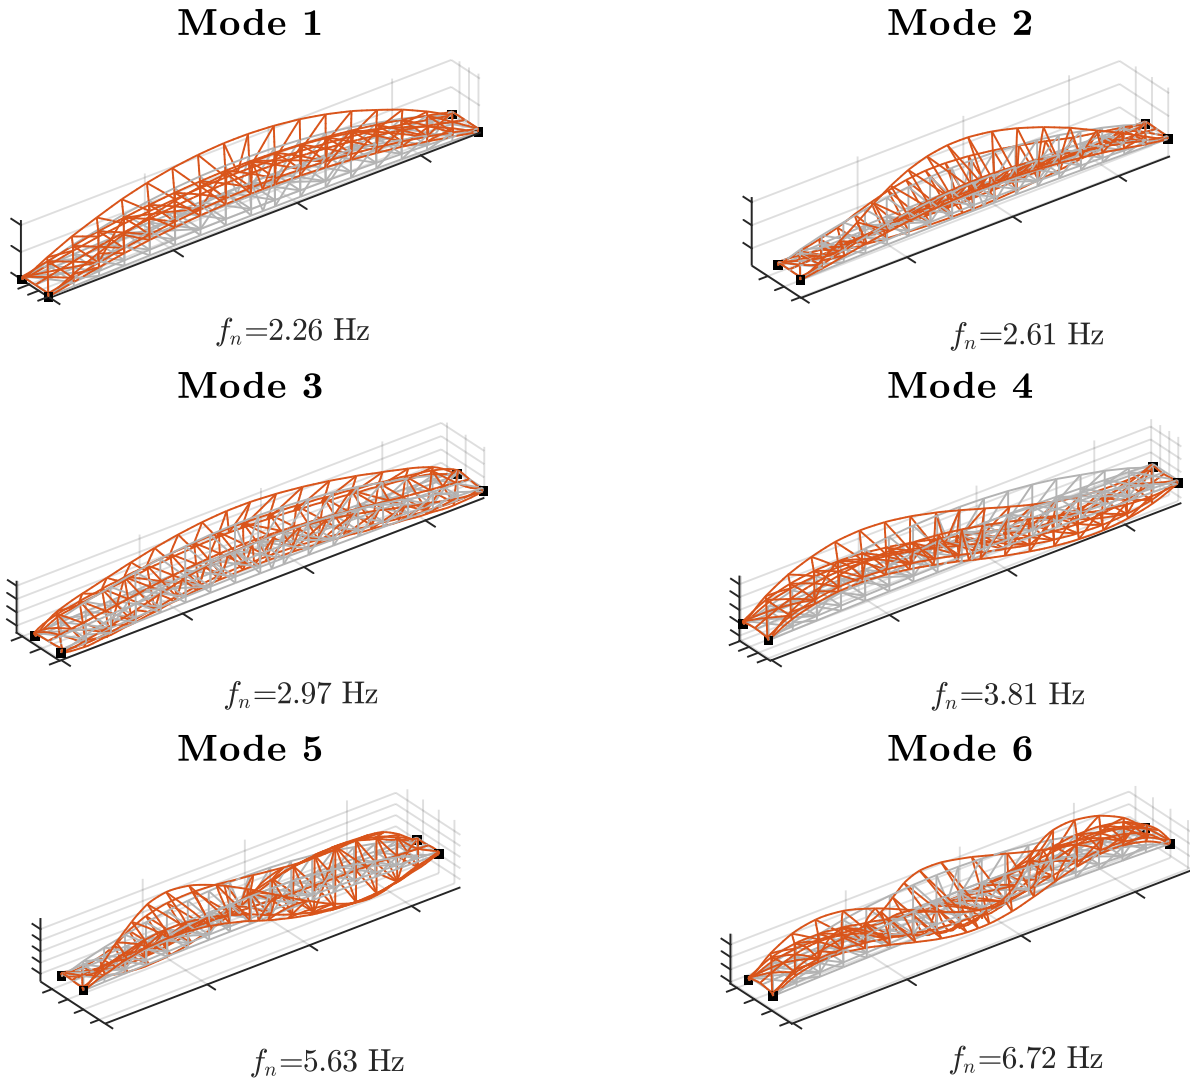 Mode 1
Mode 2
fn=2.26 Hz
fn=2.61 Hz
Mode 3
Mode 4
fn=2.97 Hz
fn=3.81 Hz
Mode 5
Mode 6
fn=5.63 Hz
fn=6.72 Hz